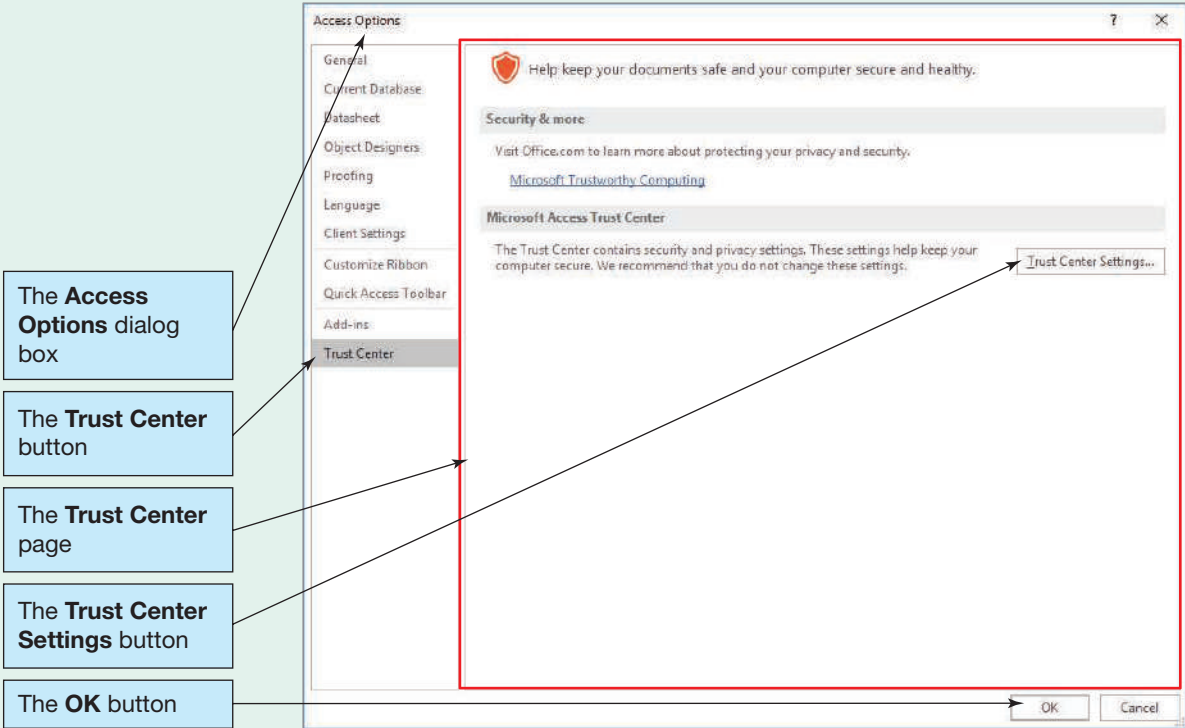 Access Options
?
General
Current Database
Datasheet
Object Designers
Proofing
Language
Client Settings
Customize Ribbon
Quick Access Toolbar
Add-ins
Trust Center
Help keep your documents safe and your computer secure and healthy.
Security & more
Visit Office.com to learn more about protecting your privacy and security.
Microsoft Trustworthy Computing
Microsoft Access Trust Center
The Trust Center contains security and privacy settings. These settings help keep your
computer secure. We recommend that you do not change these settings.
Trust Center Settings...
OK
Cancel
The Access
Options dialog
box
The Trust Center
button
The Trust Center
page
The Trust Center
Settings button
The OK button